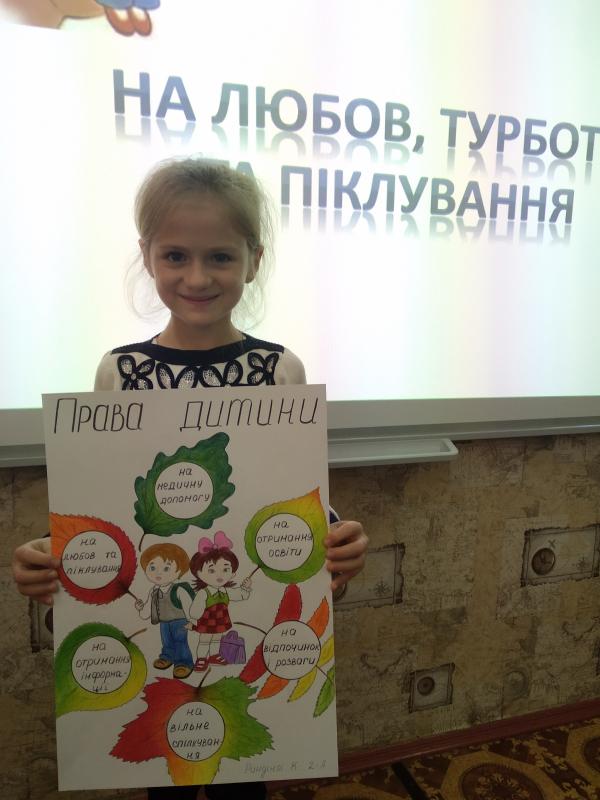 НА ЛЮБОВ, ТУРБОТ
ТА ПІКЛУВАННЯ
Права дитини
на
медичну
допомогу
на
любов та
піклування
на
отримання
освіти
на
отримання
інформа-
ції
на
відпочинок
і розваги
на
вільне
спілкуван-
ня
К. 2-А